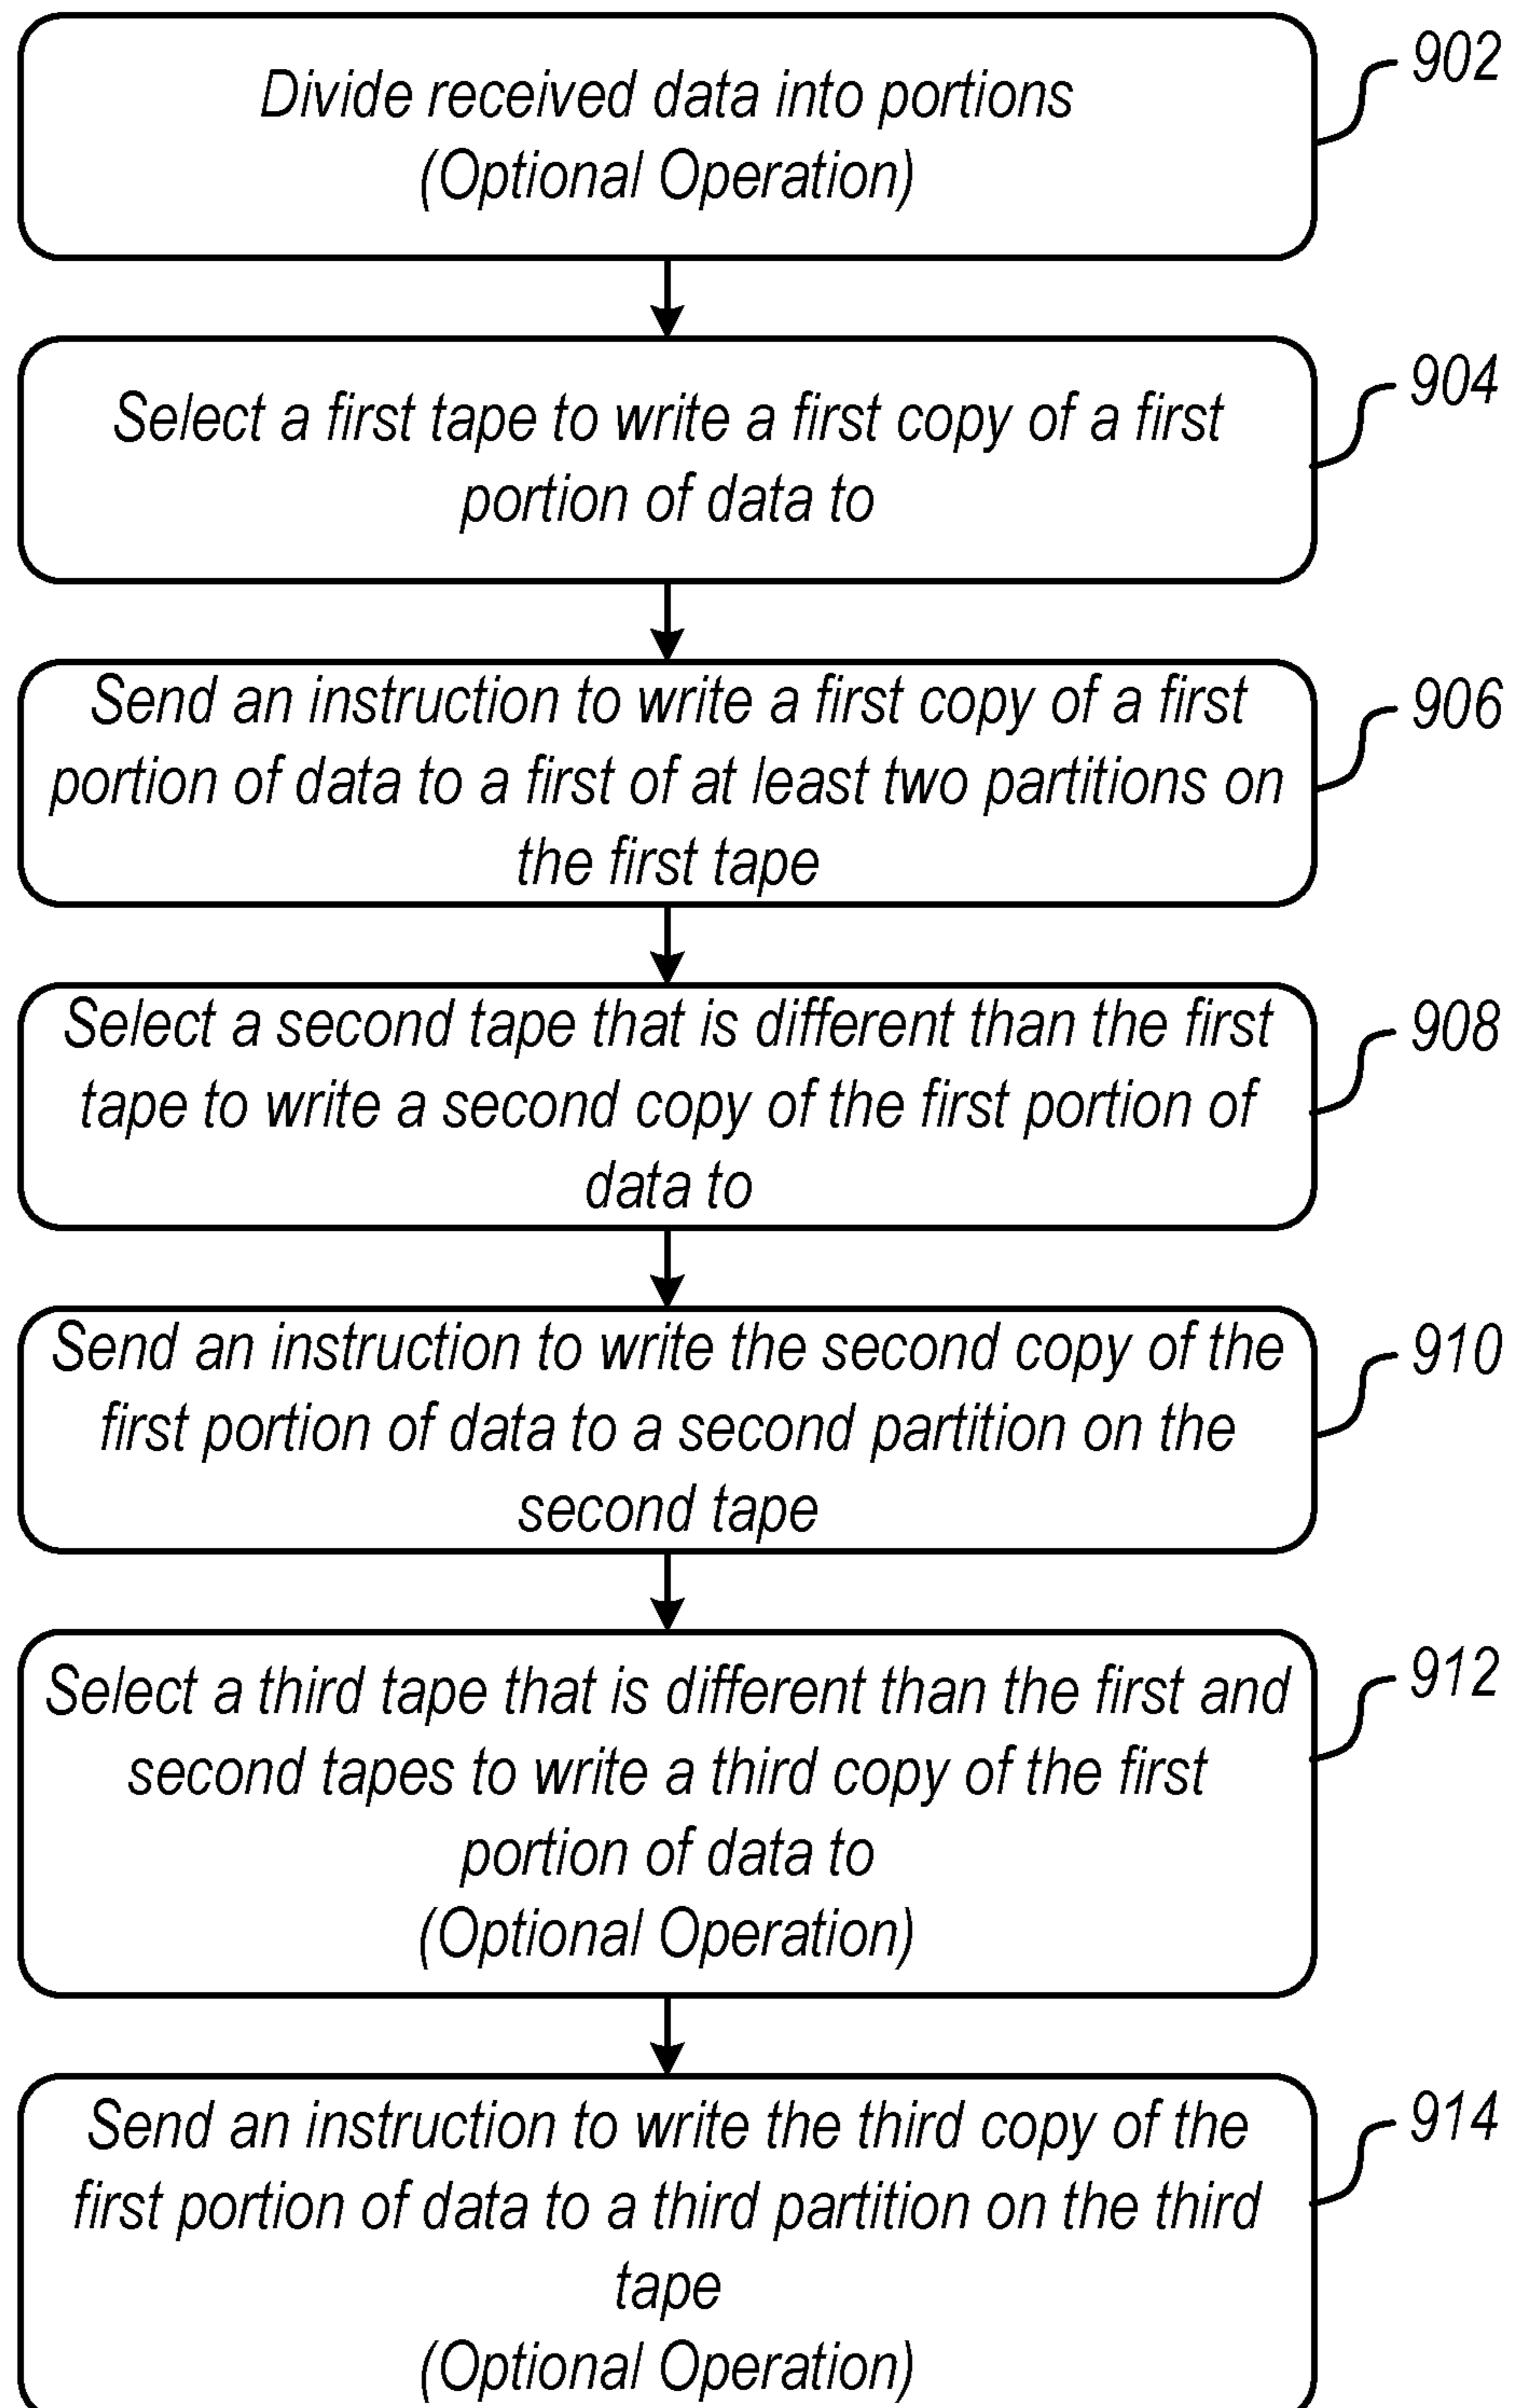 Divide received data into portions
(Optional Operation)
902
Select a first tape to write a first copy of a first
portion of data to
904
Send an instruction to write a first copy of a first
portion of data to a first of at least two partitions on
the first tape
906
Select a second tape that is different than the first
tape to write a second copy of the first portion of
data to
908
Send an instruction to write the second copy of the
first portion of data to a second partition on the
second tape
910
Select a third tape that is different than the first and
second tapes to write a third copy of the first
portion of data to
(Optional Operation)
912
Send an instruction to write the third copy of the
first portion of data to a third partition on the third
tape
(Optional Operation)
914